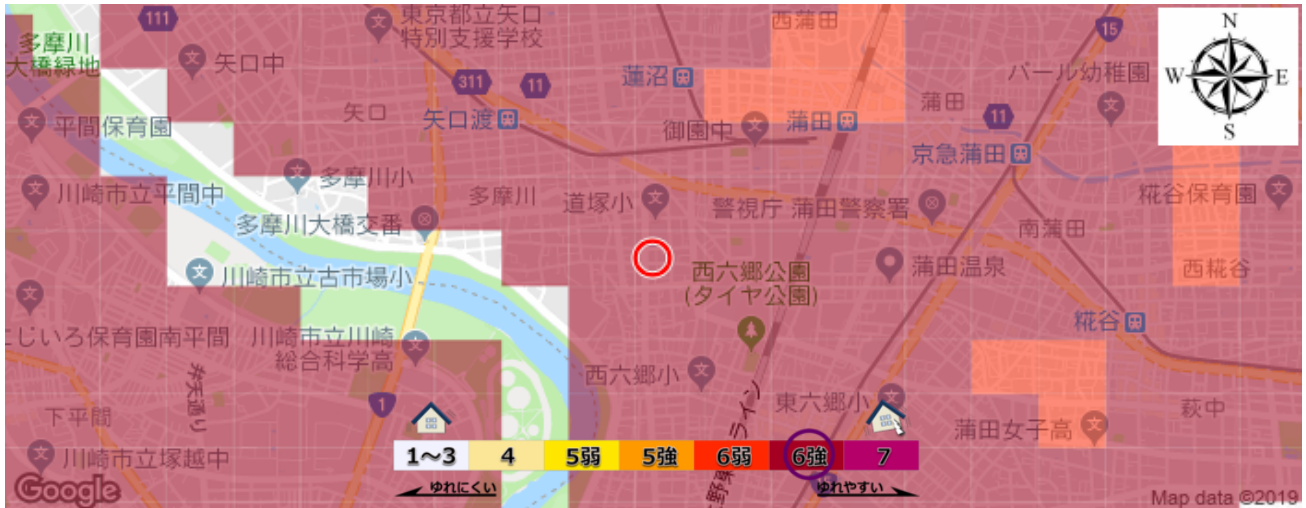 111
東京都立矢口
特別支援学校
西蒲田
15
N
W
E
S
多摩川
大橋緑地
矢口中
311
11
蓮沼
パール幼稚園
矢口
矢口渡
御園中
蒲田
蒲田
11
平間保育園
京急蒲田
川崎市立平間中
多摩川小
多摩川
道塚小
糀谷保育園
多摩川大橋交番
警視庁 蒲田警察署
南蒲田
川崎市立古市場小
西六郷公園
(タイヤ公園)
蒲田温泉
西糀谷
糀谷
こじいろ保育園南平間
川崎市立川崎
総合科学高
西六郷小
弁天通り
1
東六郷小
ライン
下平間
蒲田女子高
萩中
川崎市立塚越中
1～3
4
5弱
5強
6弱
6強
7
ゆれにくい
ゆれやすい
Google
Map data ©2019